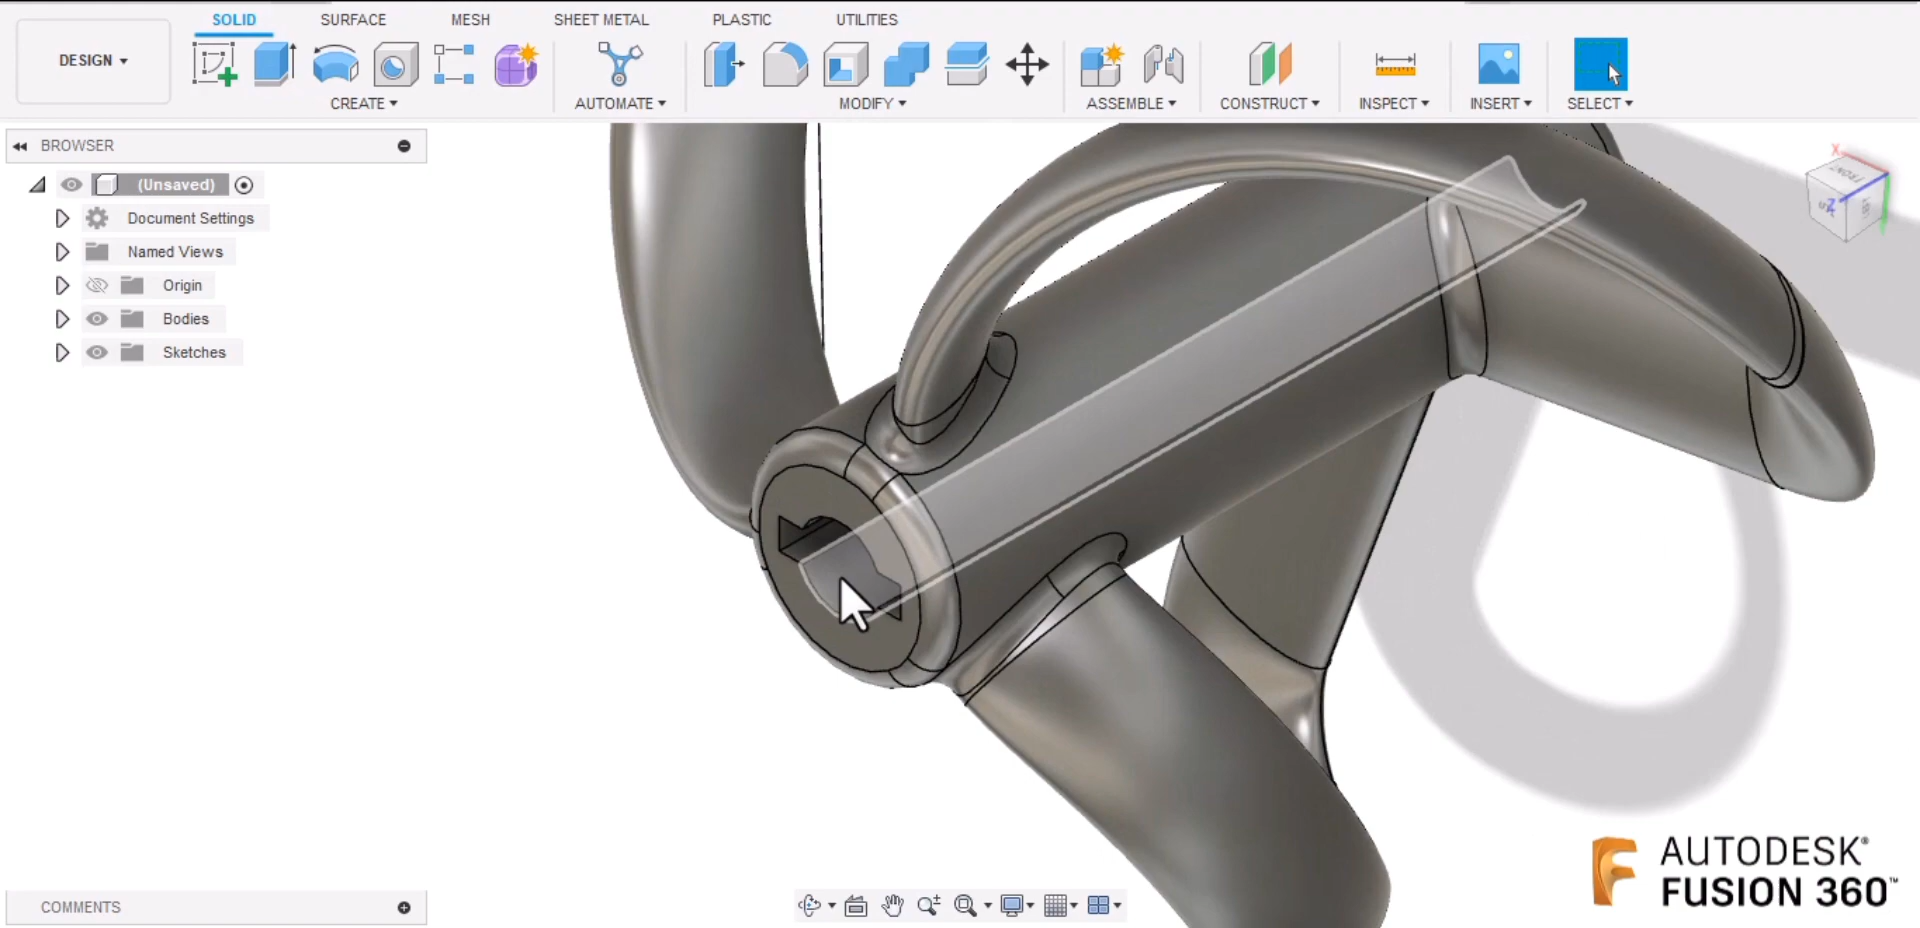 SOLID
SURFACE
MESH
SHEET METAL
PLASTIC
UTILITIES
DESIGN
CREATE
AUTOMATE
MODIFY
ASSEMBLE
CONSTRUCT
INSPECT
INSERT
SELECT
BROWSER
(Unsaved)
Document Settings
Named Views
Origin
Bodies
Sketches
X
FRONT
Z
AUTODESK®
FUSION 360™
COMMENTS